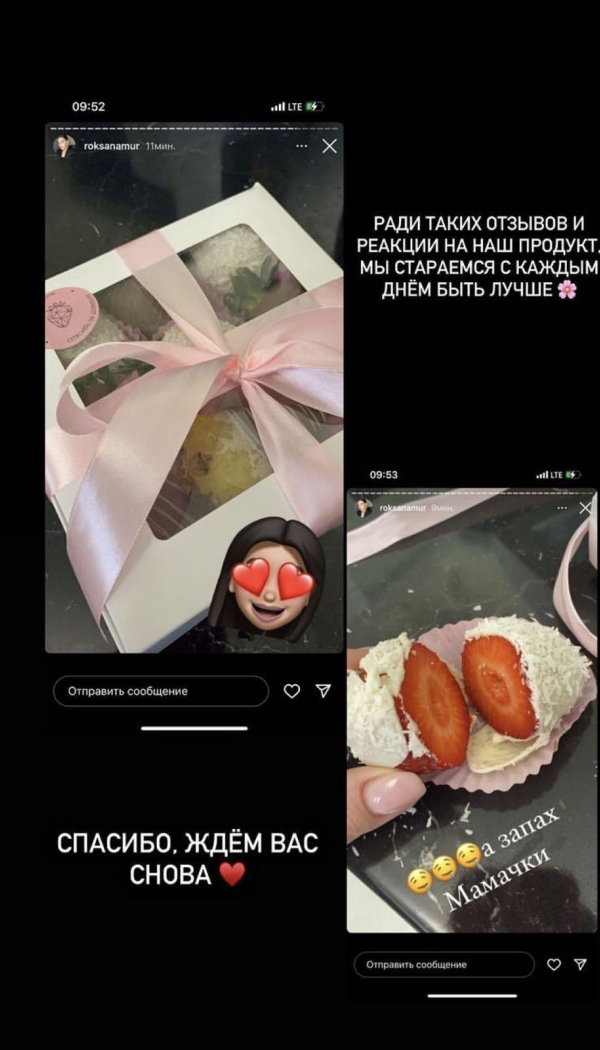 09:52
LTE
roksanamur 11мин.
РАДИ ТАКИХ ОТЗЫВОВ И
РЕАКЦИИ НА НАШ ПРОДУКТ,
МЫ СТАРАЕМСЯ С КАЖДЫМ
ДНЁМ БЫТЬ ЛУЧШЕ 🌸
Отправить сообщение
09:53
LTE
roksanamur 9мин.
🤤🤤🤤а запах
Мамачки
Отправить сообщение
СПАСИБО, ЖДЁМ ВАС
СНОВА ❤️